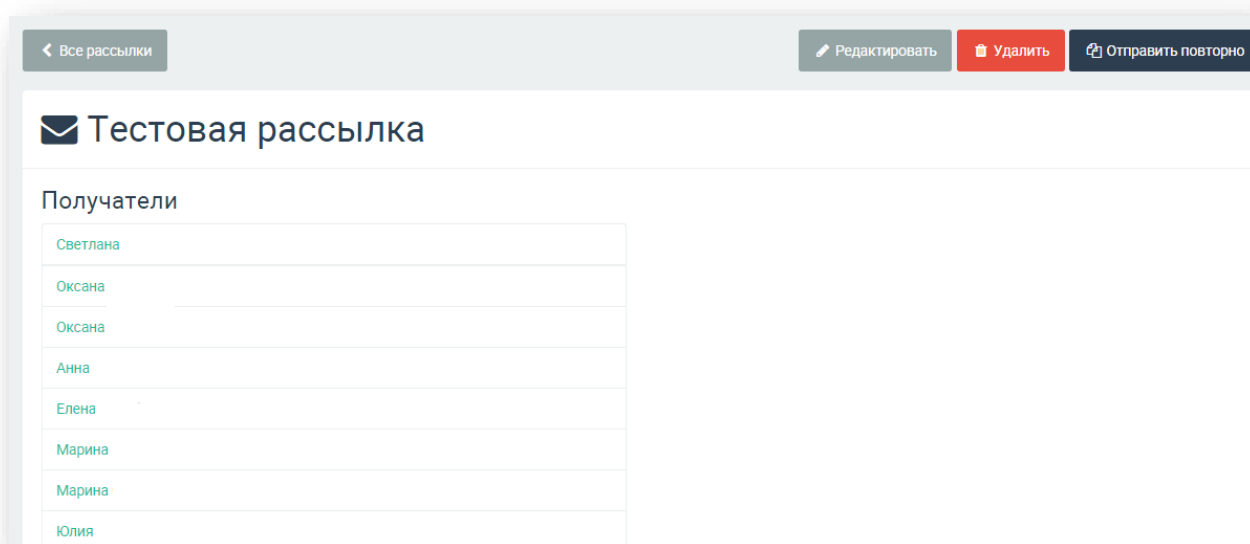 Все рассылки
Редактировать
Удалить
Отправить повторно
Тестовая рассылка
Получатели
Светлана
Оксана
Оксана
Анна
Елена
Марина
Марина
Юлия